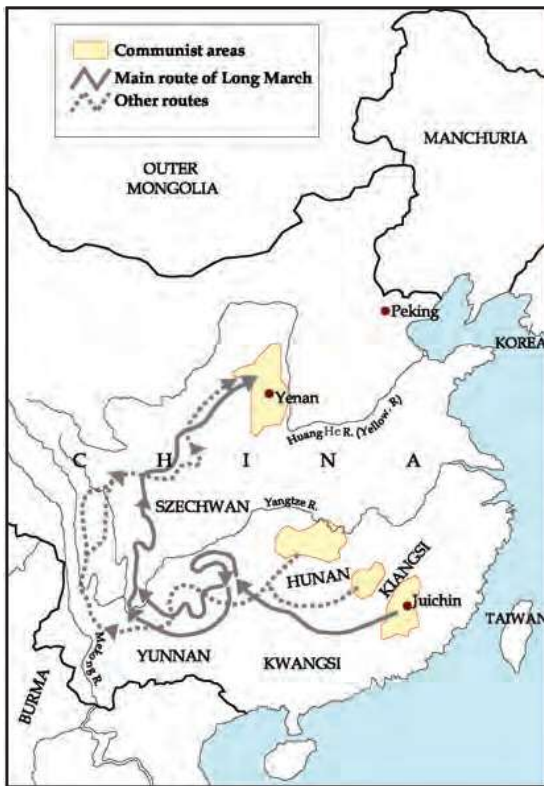 Communist areas
Main route of Long March
Other routes
MANCHURIA
OUTER
MONGOLIA
Peking
KOREA
Yenan
Huang He R. (Yellow. R)
C H I N A
SZECHWAN
Yangtze R.
HUNAN
KIANGSI
Juichin
TAIWAN
Mekong R.
YUNNAN
KWANGSI
BURMA